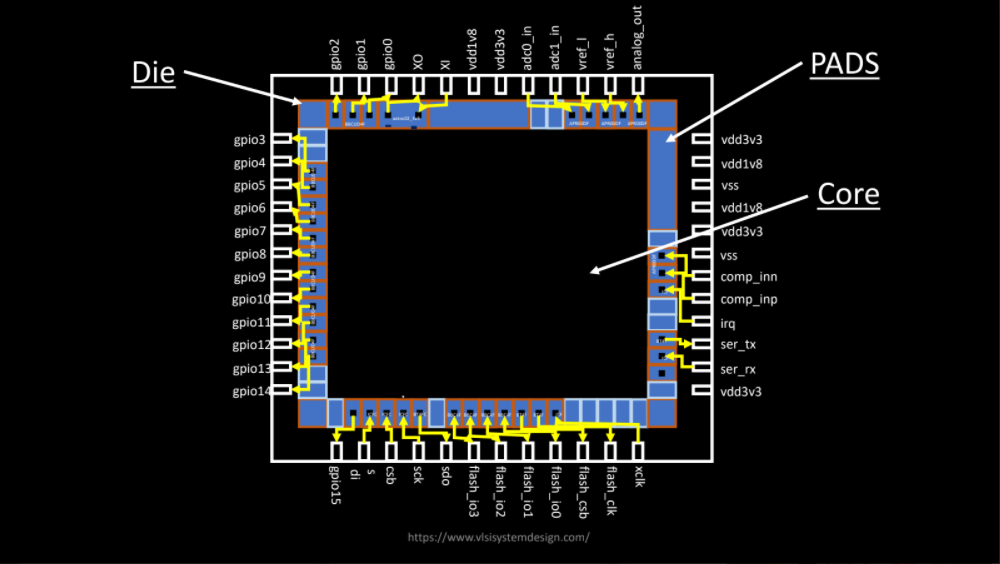 gpio2
gpio1
gpio0
XO
XI
vdd1v8
vdd3v3
adc0_in
adc1_in
vref_l
vref_h
analog_out
Die
PADS
Core
gpio3
gpio4
gpio5
gpio6
gpio7
gpio8
gpio9
gpio10
gpio11
gpio12
gpio13
gpio14
vdd3v3
vdd1v8
vss
vdd1v8
vdd3v3
vss
comp_inn
comp_inp
irq
ser_tx
ser_rx
vdd3v3
gpio15
di
s
csb
sck
sdo
flash_io3
flash_io2
flash_io1
flash_io0
flash_csb
flash_clk
xclk
https://www.vlsisystemdesign.com/